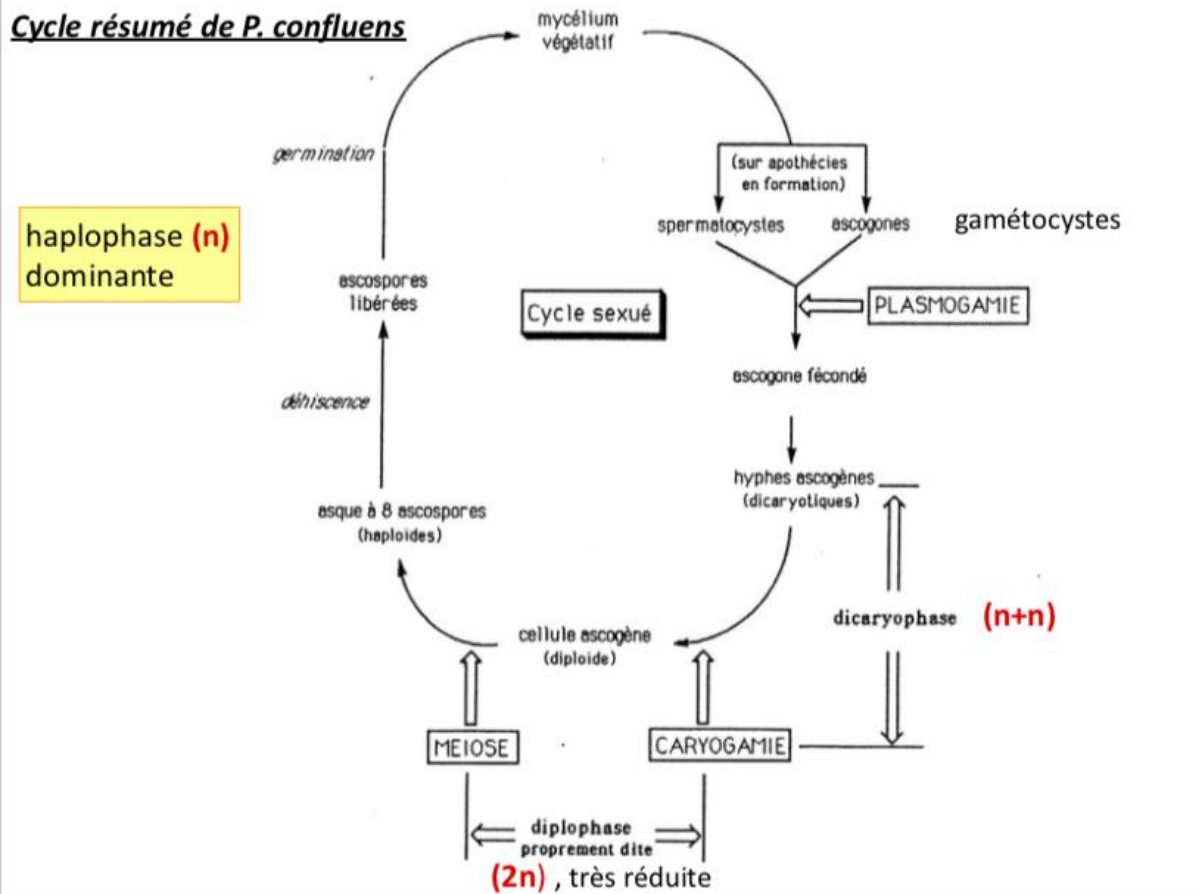 Cycle résumé de P. confluens
mycélium
végétatif
germination
(sur apothécies
en formation)
spermatocystes
ascogones
gamétocystes
haplophase (n)
dominante
ascospores
libérées
Cycle sexué
PLASMOGAMIE
ascogone fécondé
déhiscence
hyphes ascogènes
(dicaryotiques)
asque à 8 ascospores
(haploides)
dicaryophase (n+n)
cellule ascogène
(diploide)
MEIOSE
CARYOGAMIE
diplophase
proprement dite
(2n) , très réduite